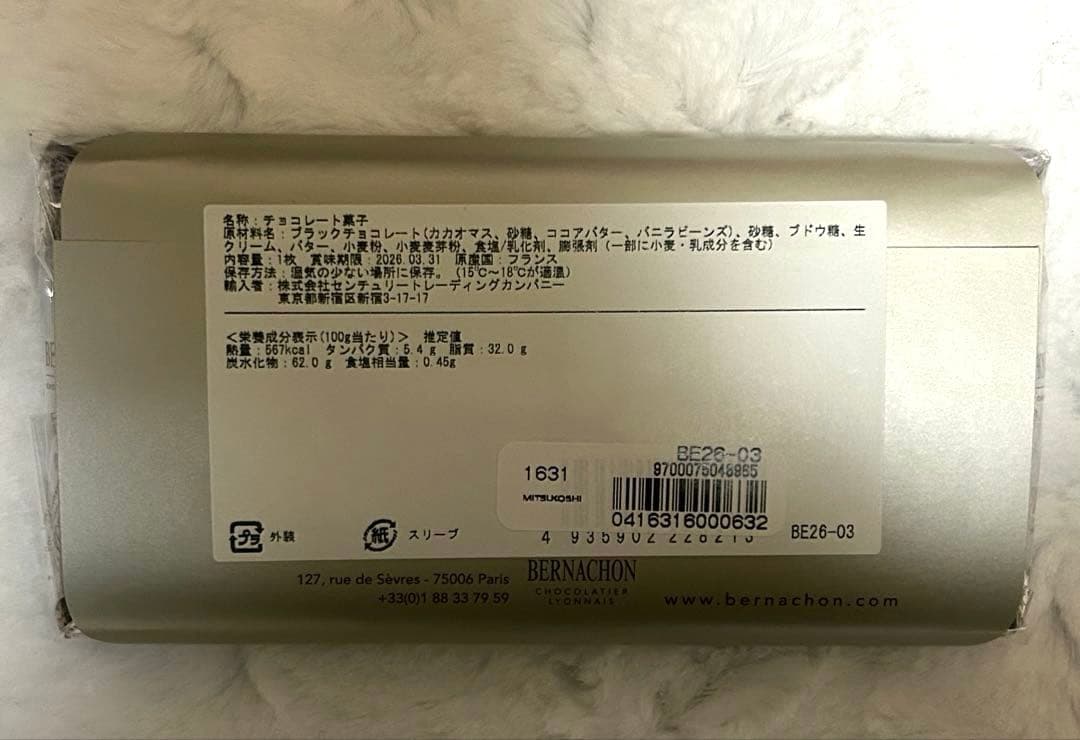 名称：チョコレート菓子
原材料名：ブラックチョコレート(カカオマス、砂糖、ココアバター、バニラビーンズ)、砂糖、ブドウ糖、生
クリーム、バター、小麦粉、小麦麦芽粉、食塩/乳化剤、膨張剤（一部に小麦・乳成分を含む）
内容量：1枚 賞味期限：2026.03.31 原産国：フランス
保存方法：湿気の少ない場所に保存。（15℃～18℃が適温）
輸入者：株式会社センチュリートレーディングカンパニー
東京都新宿区新宿3-17-17
＜栄養成分表示(100g当たり)＞ 推定値
熱量：567kcal タンパク質：5.4 g 脂質：32.0 g
炭水化物：62.0 g 食塩相当量：0.45g
BE26-03
1631
9700075048965
MITSUKOSHI
0416316000632
プラ 外装
紙 スリーブ
4 935902 228213
BE26-03
127, rue de Sèvres - 75006 Paris
+33(0)1 88 33 79 59
BERNACHON
CHOCOLATIER
LYONNAIS
www.bernachon.com